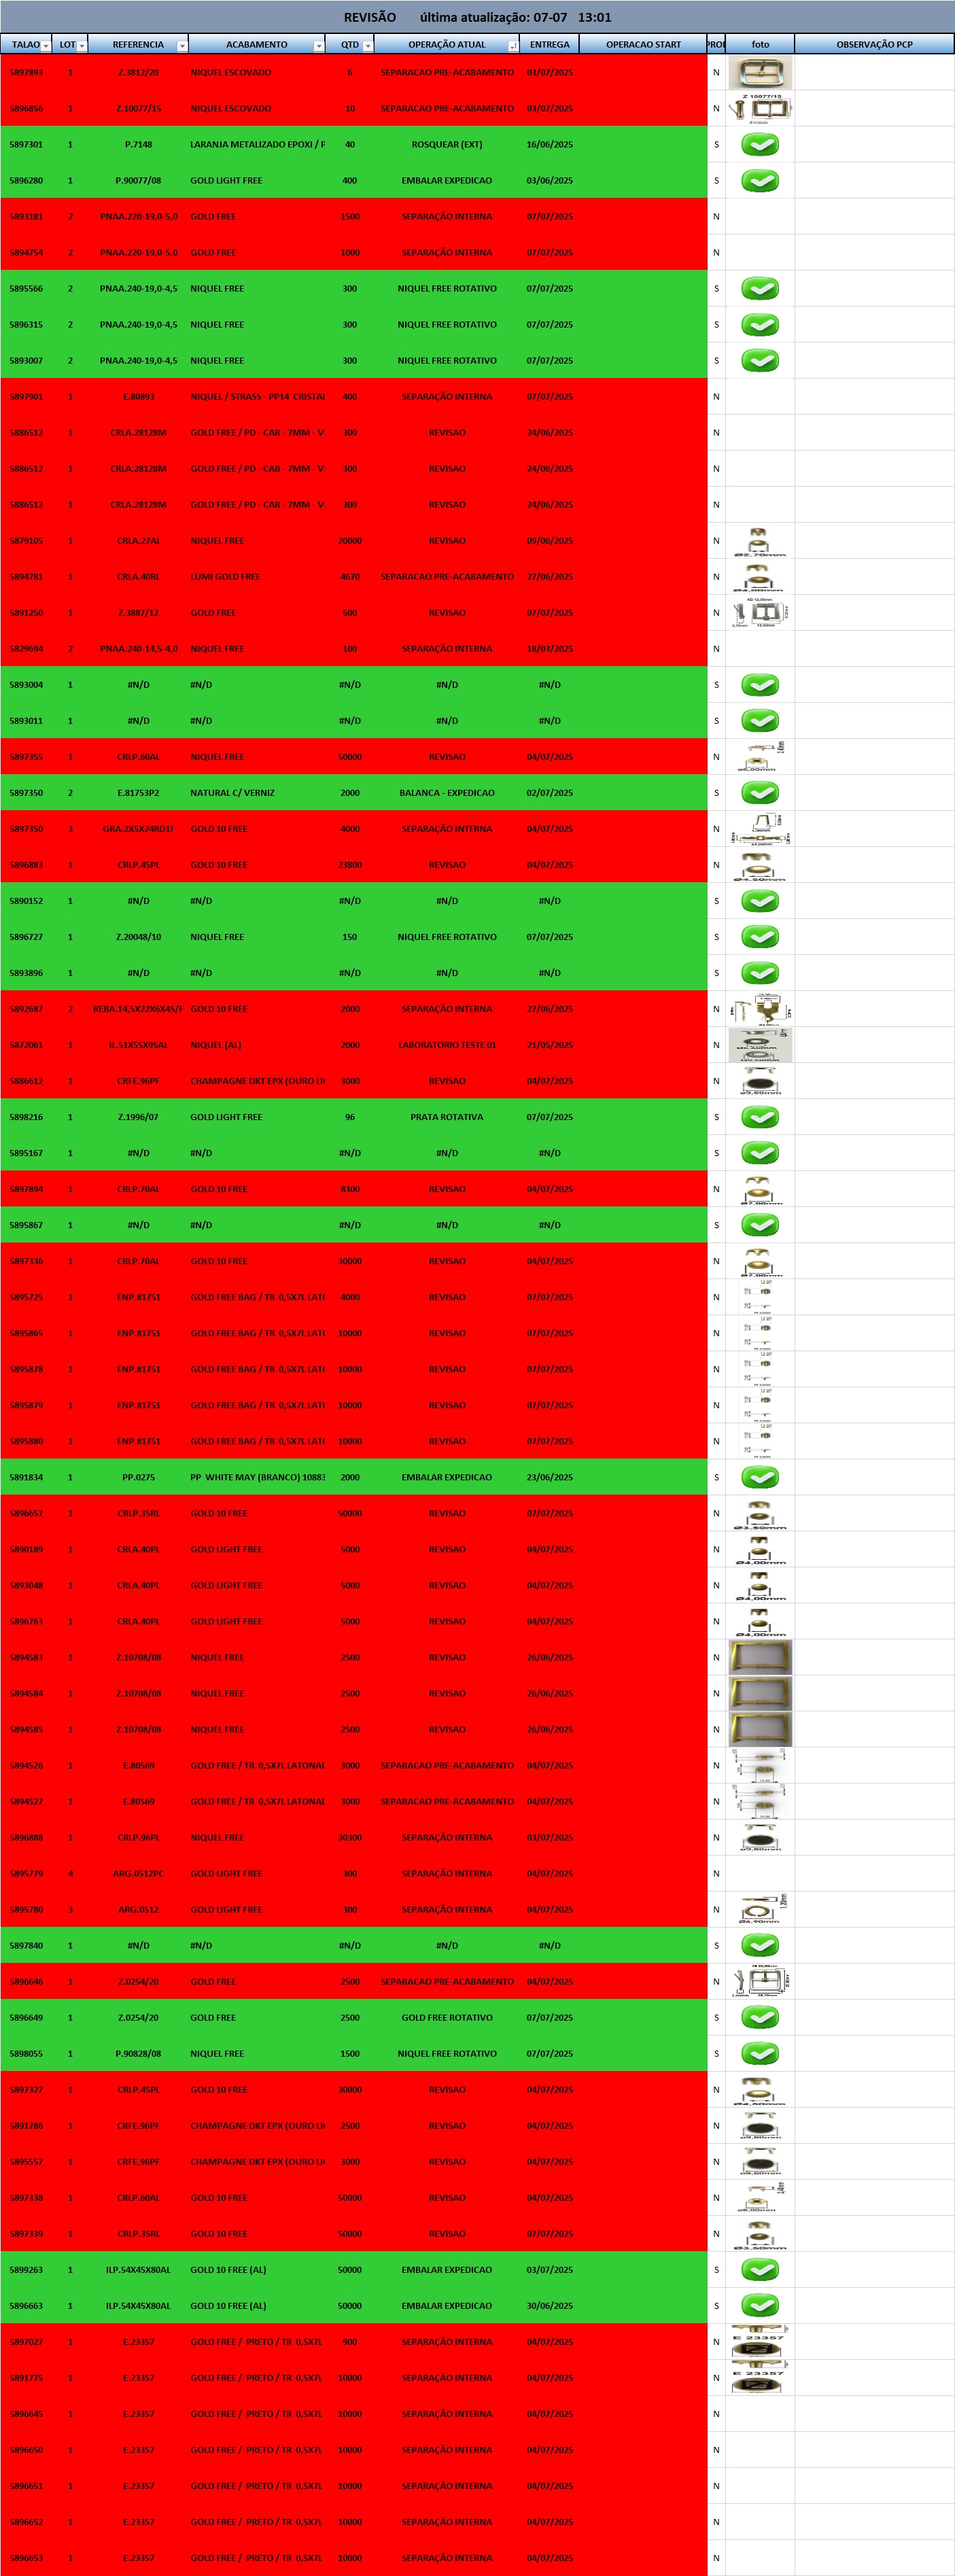 REVISÃO última atualização: 07-07 13:01
TALAO LOT REFERENCIA ACABAMENTO QTD OPERAÇÃO ATUAL ENTREGA OPERACAO START PROD foto OBSERVAÇÃO PCP
5897893 1 Z.3812/20 NIQUEL ESCOVADO 6 SEPARACAO PRE-ACABAMENTO 03/07/2025 N
5896856 1 Z.10077/15 NIQUEL ESCOVADO 10 SEPARACAO PRE-ACABAMENTO 03/07/2025 N Z 10077/15
5897301 1 P.7148 LARANJA METALIZADO EPOXI / P 40 ROSQUEAR (EXT) 16/06/2025 S
5896280 1 P.90077/08 GOLD LIGHT FREE 400 EMBALAR EXPEDICAO 03/06/2025 S
5893181 2 PNAA.220-19,0-5,0 GOLD FREE 1500 SEPARAÇÃO INTERNA 07/07/2025 N
5894754 2 PNAA.220-19,0-5,0 GOLD FREE 1000 SEPARAÇÃO INTERNA 07/07/2025 N
5895566 2 PNAA.240-19,0-4,5 NIQUEL FREE 300 NIQUEL FREE ROTATIVO 07/07/2025 S
5896315 2 PNAA.240-19,0-4,5 NIQUEL FREE 300 NIQUEL FREE ROTATIVO 07/07/2025 S
5893007 2 PNAA.240-19,0-4,5 NIQUEL FREE 300 NIQUEL FREE ROTATIVO 07/07/2025 S
5897901 1 E.80893 NIQUEL / STRASS - PP14 CRISTAL 400 SEPARAÇÃO INTERNA 07/07/2025 N
5886512 1 CRLA.28128M GOLD FREE / PD - CAB - 7MM - VI 300 REVISAO 24/06/2025 N
5886512 1 CRLA.28128M GOLD FREE / PD - CAB - 7MM - VI 300 REVISAO 24/06/2025 N
5886512 1 CRLA.28128M GOLD FREE / PD - CAB - 7MM - VI 300 REVISAO 24/06/2025 N
5879105 1 CRLA.27AL NIQUEL FREE 20000 REVISAO 09/06/2025 N Ø2,70mm
5894781 1 CRLA.40RL LUMI GOLD FREE 4670 SEPARACAO PRE-ACABAMENTO 27/06/2025 N Ø4,00mm
5891250 1 Z.3887/12 GOLD FREE 500 REVISAO 07/07/2025 N
5829694 2 PNAA.240-14,5-4,0 NIQUEL FREE 100 SEPARAÇÃO INTERNA 18/03/2025 N
5893004 1 #N/D #N/D #N/D #N/D #N/D S
5893011 1 #N/D #N/D #N/D #N/D #N/D S
5897355 1 CRLP.60AL NIQUEL FREE 50000 REVISAO 04/07/2025 N
5897350 2 E.81753P2 NATURAL C/ VERNIZ 2000 BALANCA - EXPEDICAO 02/07/2025 S
5897350 3 GRA.2X5X24RD1F GOLD 10 FREE 4000 SEPARAÇÃO INTERNA 04/07/2025 N
5896883 1 CRLP.45PL GOLD 10 FREE 23800 REVISAO 04/07/2025 N Ø4,50mm
5890152 1 #N/D #N/D #N/D #N/D #N/D S
5896727 1 Z.20048/10 NIQUEL FREE 150 NIQUEL FREE ROTATIVO 07/07/2025 S
5893896 1 #N/D #N/D #N/D #N/D #N/D S
5892687 2 REBA.14,5X22X6X4S/F GOLD 10 FREE 2000 SEPARAÇÃO INTERNA 27/06/2025 N
5872061 1 IL.51X55X95AL NIQUEL (AL) 2000 LABORATORIO TESTE 01 21/05/2025 N
5886612 1 CRFE.96PF CHAMPAGNE DKT EPX (OURO LI 3000 REVISAO 04/07/2025 N
5898216 1 Z.1996/07 GOLD LIGHT FREE 96 PRATA ROTATIVA 07/07/2025 S
5895167 1 #N/D #N/D #N/D #N/D #N/D S
5897894 1 CRLP.70AL GOLD 10 FREE 8300 REVISAO 04/07/2025 N Ø7,00mm
5895867 1 #N/D #N/D #N/D #N/D #N/D S
5897336 1 CRLP.70AL GOLD 10 FREE 30000 REVISAO 04/07/2025 N Ø7,00mm
5895725 1 ENP.81751 GOLD FREE BAG / TR 0,5X7L LATO 4000 REVISAO 07/07/2025 N
5895865 1 ENP.81751 GOLD FREE BAG / TR 0,5X7L LATO 10000 REVISAO 07/07/2025 N
5895878 1 ENP.81751 GOLD FREE BAG / TR 0,5X7L LATO 10000 REVISAO 07/07/2025 N
5895879 1 ENP.81751 GOLD FREE BAG / TR 0,5X7L LATO 10000 REVISAO 07/07/2025 N
5895880 1 ENP.81751 GOLD FREE BAG / TR 0,5X7L LATO 10000 REVISAO 07/07/2025 N
5891834 1 PP.0275 PP WHITE MAY (BRANCO) 10883 2000 EMBALAR EXPEDICAO 23/06/2025 S
5896657 1 CRLP.35RL GOLD 10 FREE 50000 REVISAO 07/07/2025 N Ø3,50mm
5890189 1 CRLA.40PL GOLD LIGHT FREE 5000 REVISAO 04/07/2025 N Ø4,00mm
5893048 1 CRLA.40PL GOLD LIGHT FREE 5000 REVISAO 04/07/2025 N Ø4,00mm
5896763 1 CRLA.40PL GOLD LIGHT FREE 5000 REVISAO 04/07/2025 N Ø4,00mm
5894583 1 Z.10708/08 NIQUEL FREE 2500 REVISAO 26/06/2025 N
5894584 1 Z.10708/08 NIQUEL FREE 2500 REVISAO 26/06/2025 N
5894585 1 Z.10708/08 NIQUEL FREE 2500 REVISAO 26/06/2025 N
5894526 1 E.80569 GOLD FREE / TR 0,5X7L LATONAD 3000 SEPARACAO PRE-ACABAMENTO 04/07/2025 N
5894527 1 E.80569 GOLD FREE / TR 0,5X7L LATONAD 3000 SEPARACAO PRE-ACABAMENTO 04/07/2025 N
5896888 1 CRLP.96PL NIQUEL FREE 30300 SEPARAÇÃO INTERNA 03/07/2025 N
5895779 4 ARG.0512PC GOLD LIGHT FREE 300 SEPARAÇÃO INTERNA 04/07/2025 N
5895780 3 ARG.0512 GOLD LIGHT FREE 300 SEPARAÇÃO INTERNA 04/07/2025 N Ø6,90mm
5897840 1 #N/D #N/D #N/D #N/D #N/D S
5896646 1 Z.0254/20 GOLD FREE 2500 SEPARACAO PRE-ACABAMENTO 04/07/2025 N
5896649 1 Z.0254/20 GOLD FREE 2500 GOLD FREE ROTATIVO 07/07/2025 S
5898055 1 P.90828/08 NIQUEL FREE 1500 NIQUEL FREE ROTATIVO 07/07/2025 S
5897327 1 CRLP.45PL GOLD 10 FREE 30000 REVISAO 04/07/2025 N Ø4,50mm
5891786 1 CRFE.96PF CHAMPAGNE DKT EPX (OURO LI 2500 REVISAO 04/07/2025 N
5895557 1 CRFE.96PF CHAMPAGNE DKT EPX (OURO LI 3000 REVISAO 04/07/2025 N
5897338 1 CRLP.60AL GOLD 10 FREE 50000 REVISAO 04/07/2025 N
5897339 1 CRLP.35RL GOLD 10 FREE 50000 REVISAO 07/07/2025 N Ø3,50mm
5899263 1 ILP.54X45X80AL GOLD 10 FREE (AL) 50000 EMBALAR EXPEDICAO 03/07/2025 S
5896663 1 ILP.54X45X80AL GOLD 10 FREE (AL) 50000 EMBALAR EXPEDICAO 30/06/2025 S
5897027 1 E.23357 GOLD FREE / PRETO / TR 0,5X7L 900 SEPARAÇÃO INTERNA 04/07/2025 N E 23357
5891775 1 E.23357 GOLD FREE / PRETO / TR 0,5X7L 10000 SEPARAÇÃO INTERNA 04/07/2025 N E 23357
5896645 1 E.23357 GOLD FREE / PRETO / TR 0,5X7L 10000 SEPARAÇÃO INTERNA 04/07/2025 N
5896650 1 E.23357 GOLD FREE / PRETO / TR 0,5X7L 10000 SEPARAÇÃO INTERNA 04/07/2025 N
5896651 1 E.23357 GOLD FREE / PRETO / TR 0,5X7L 10000 SEPARAÇÃO INTERNA 04/07/2025 N
5896652 1 E.23357 GOLD FREE / PRETO / TR 0,5X7L 10000 SEPARAÇÃO INTERNA 04/07/2025 N
5896653 1 E.23357 GOLD FREE / PRETO / TR 0,5X7L 10000 SEPARAÇÃO INTERNA 04/07/2025 N